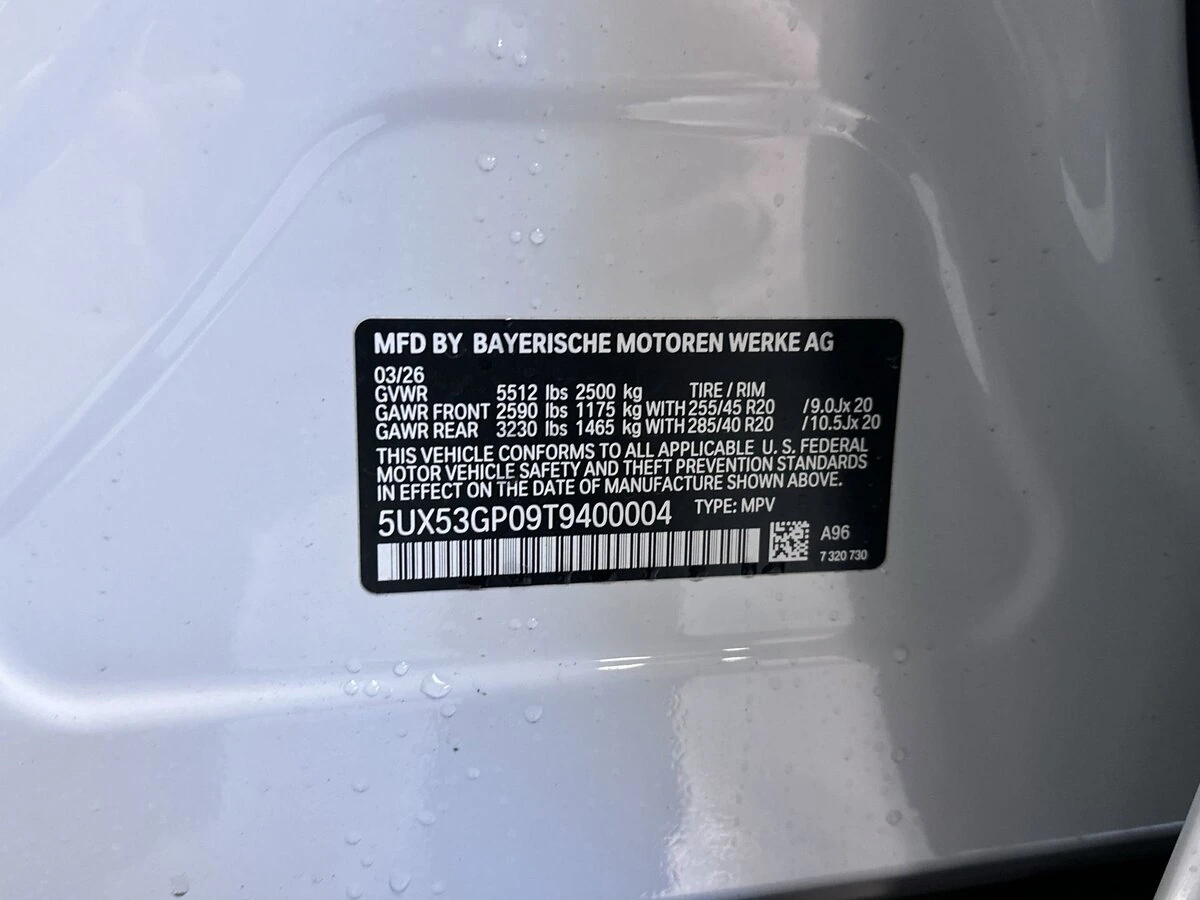 MFD BY BAYERISCHE MOTOREN WERKE AG
03/26
GVWR 5512 lbs 2500 kg TIRE / RIM
GAWR FRONT 2590 lbs 1175 kg WITH 255/45 R20 /9.0Jx 20
GAWR REAR 3230 lbs 1465 kg WITH 285/40 R20 /10.5Jx 20
THIS VEHICLE CONFORMS TO ALL APPLICABLE U. S. FEDERAL
MOTOR VEHICLE SAFETY AND THEFT PREVENTION STANDARDS
IN EFFECT ON THE DATE OF MANUFACTURE SHOWN ABOVE.
5UX53GP09T9400004 TYPE: MPV
A96
7 320 730